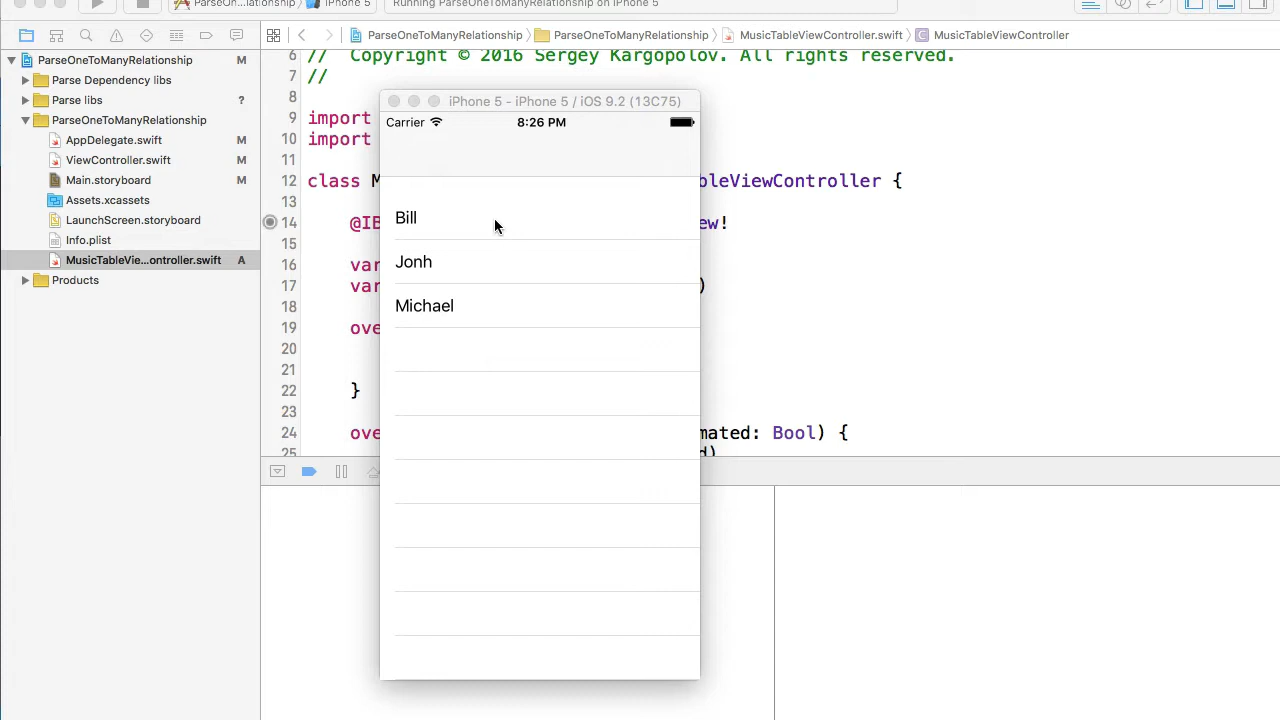 ParseOn...lationship
iPhone 5
Running ParseOneToManyRelationship on iPhone 5
ParseOneToManyRelationship M
Parse Dependency libs
Parse libs ?
ParseOneToManyRelationship
AppDelegate.swift M
ViewController.swift M
Main.storyboard M
Assets.xcassets
LaunchScreen.storyboard
Info.plist
MusicTableVie...ontroller.swift A
Products
ParseOneToManyRelationship
ParseOneToManyRelationship
MusicTableViewController.swift
C MusicTableViewController
6 // Copyright © 2016 Sergey Kargopolov. All rights reserved.
7 //
8
9 import
10 import
11
12 class M bleViewController {
13
14 @IB ew!
15
16 var
17 var )
18
19 ove
20
21
22 }
23
24 ove mated: Bool) {
25 d)
iPhone 5 - iPhone 5 / iOS 9.2 (13C75)
Carrier 8:26 PM
Bill
Jonh
Michael